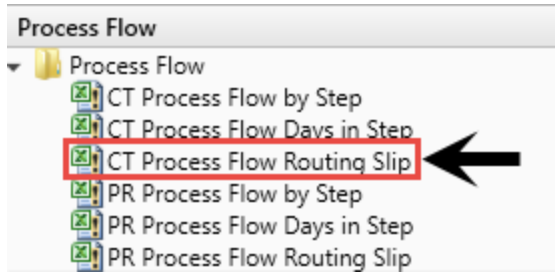 Process Flow
Process Flow
CT Process Flow by Step
CT Process Flow Days in Step
CT Process Flow Routing Slip
PR Process Flow by Step
PR Process Flow Days in Step
PR Process Flow Routing Slip